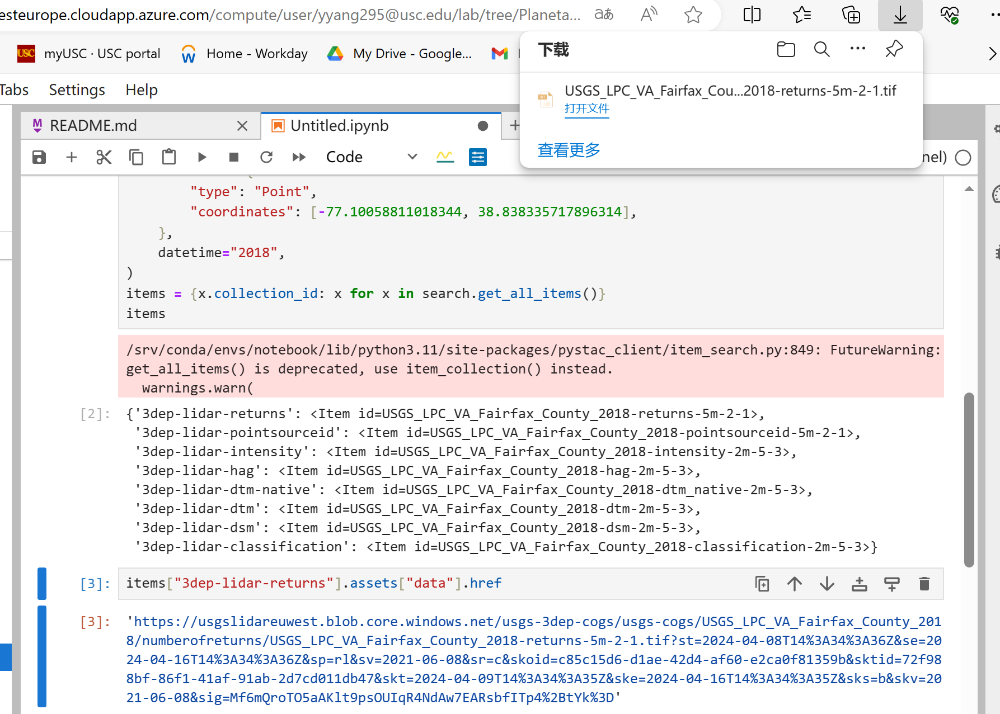 esteurope.cloudapp.azure.com/compute/user/yyang295@usc.edu/lab/tree/Planeta...
USC myUSC · USC portal
Home - Workday
My Drive - Google...
下载
USGS_LPC_VA_Fairfax_Cou...2018-returns-5m-2-1.tif
打开文件
查看更多
Tabs Settings Help
README.md
Untitled.ipynb
Code
nel)
{
"type": "Point",
"coordinates": [-77.10058811018344, 38.838335717896314],
},
datetime="2018",
)
items = {x.collection_id: x for x in search.get_all_items()}
items
/srv/conda/envs/notebook/lib/python3.11/site-packages/pystac_client/item_search.py:849: FutureWarning:
get_all_items() is deprecated, use item_collection() instead.
warnings.warn(
[2]: {'3dep-lidar-returns': <Item id=USGS_LPC_VA_Fairfax_County_2018-returns-5m-2-1>,
'3dep-lidar-pointsourceid': <Item id=USGS_LPC_VA_Fairfax_County_2018-pointsourceid-5m-2-1>,
'3dep-lidar-intensity': <Item id=USGS_LPC_VA_Fairfax_County_2018-intensity-2m-5-3>,
'3dep-lidar-hag': <Item id=USGS_LPC_VA_Fairfax_County_2018-hag-2m-5-3>,
'3dep-lidar-dtm-native': <Item id=USGS_LPC_VA_Fairfax_County_2018-dtm_native-2m-5-3>,
'3dep-lidar-dtm': <Item id=USGS_LPC_VA_Fairfax_County_2018-dtm-2m-5-3>,
'3dep-lidar-dsm': <Item id=USGS_LPC_VA_Fairfax_County_2018-dsm-2m-5-3>,
'3dep-lidar-classification': <Item id=USGS_LPC_VA_Fairfax_County_2018-classification-2m-5-3>}
[3]: items["3dep-lidar-returns"].assets["data"].href
[3]: 'https://usgslidareuwest.blob.core.windows.net/usgs-3dep-cogs/usgs-cogs/USGS_LPC_VA_Fairfax_County_201
8/numberofreturns/USGS_LPC_VA_Fairfax_County_2018-returns-5m-2-1.tif?st=2024-04-08T14%3A34%3A36Z&se=20
24-04-16T14%3A34%3A36Z&sp=rl&sv=2021-06-08&sr=c&skoid=c85c15d6-d1ae-42d4-af60-e2ca0f81359b&sktid=72f98
8bf-86f1-41af-91ab-2d7cd011db47&skt=2024-04-09T14%3A34%3A35Z&ske=2024-04-16T14%3A34%3A35Z&sks=b&skv=20
21-06-08&sig=Mf6mQroTO5aAKlt9psOUIqR4NdAw7EARsbfITp4%2BtYk%3D'